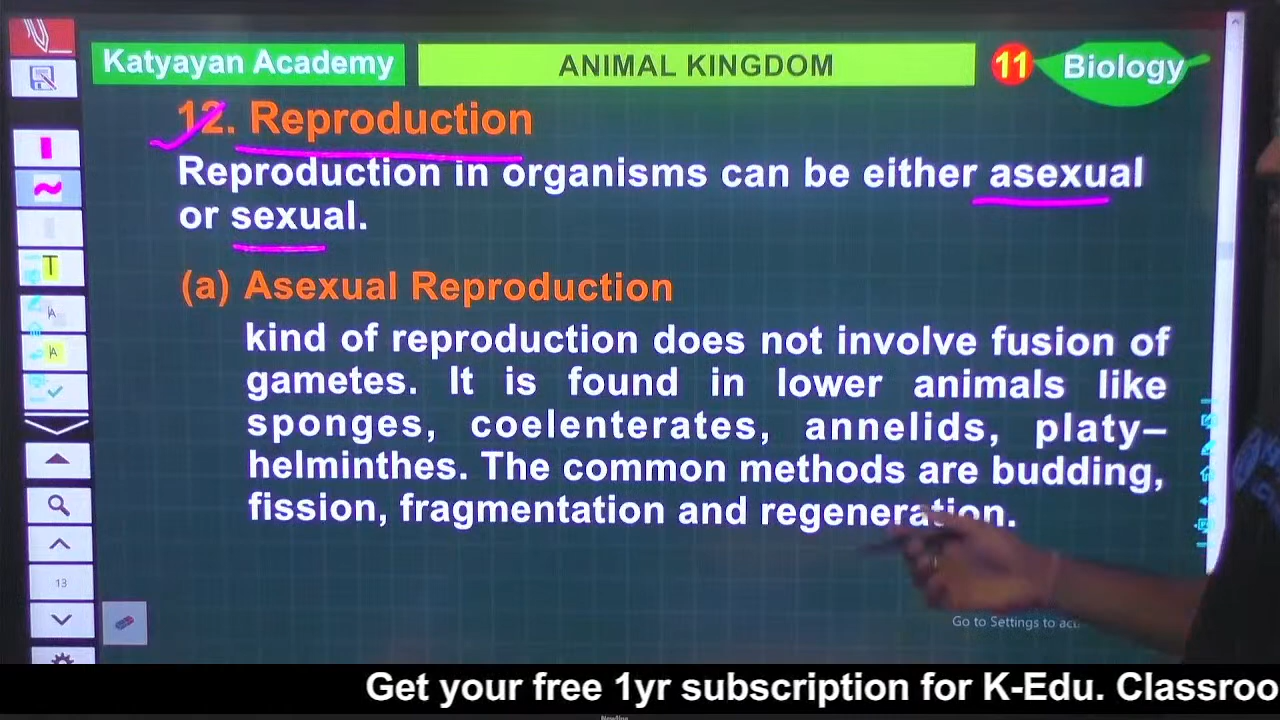 Katyayan Academy
ANIMAL KINGDOM
11 Biology
12. Reproduction
Reproduction in organisms can be either asexual
or sexual.
(a) Asexual Reproduction
kind of reproduction does not involve fusion of
gametes. It is found in lower animals like
sponges, coelenterates, annelids, platy–
helminthes. The common methods are budding,
fission, fragmentation and regeneration.
T
A
A
13
Go to Settings to
Get your free 1yr subscription for K-Edu. Classroo